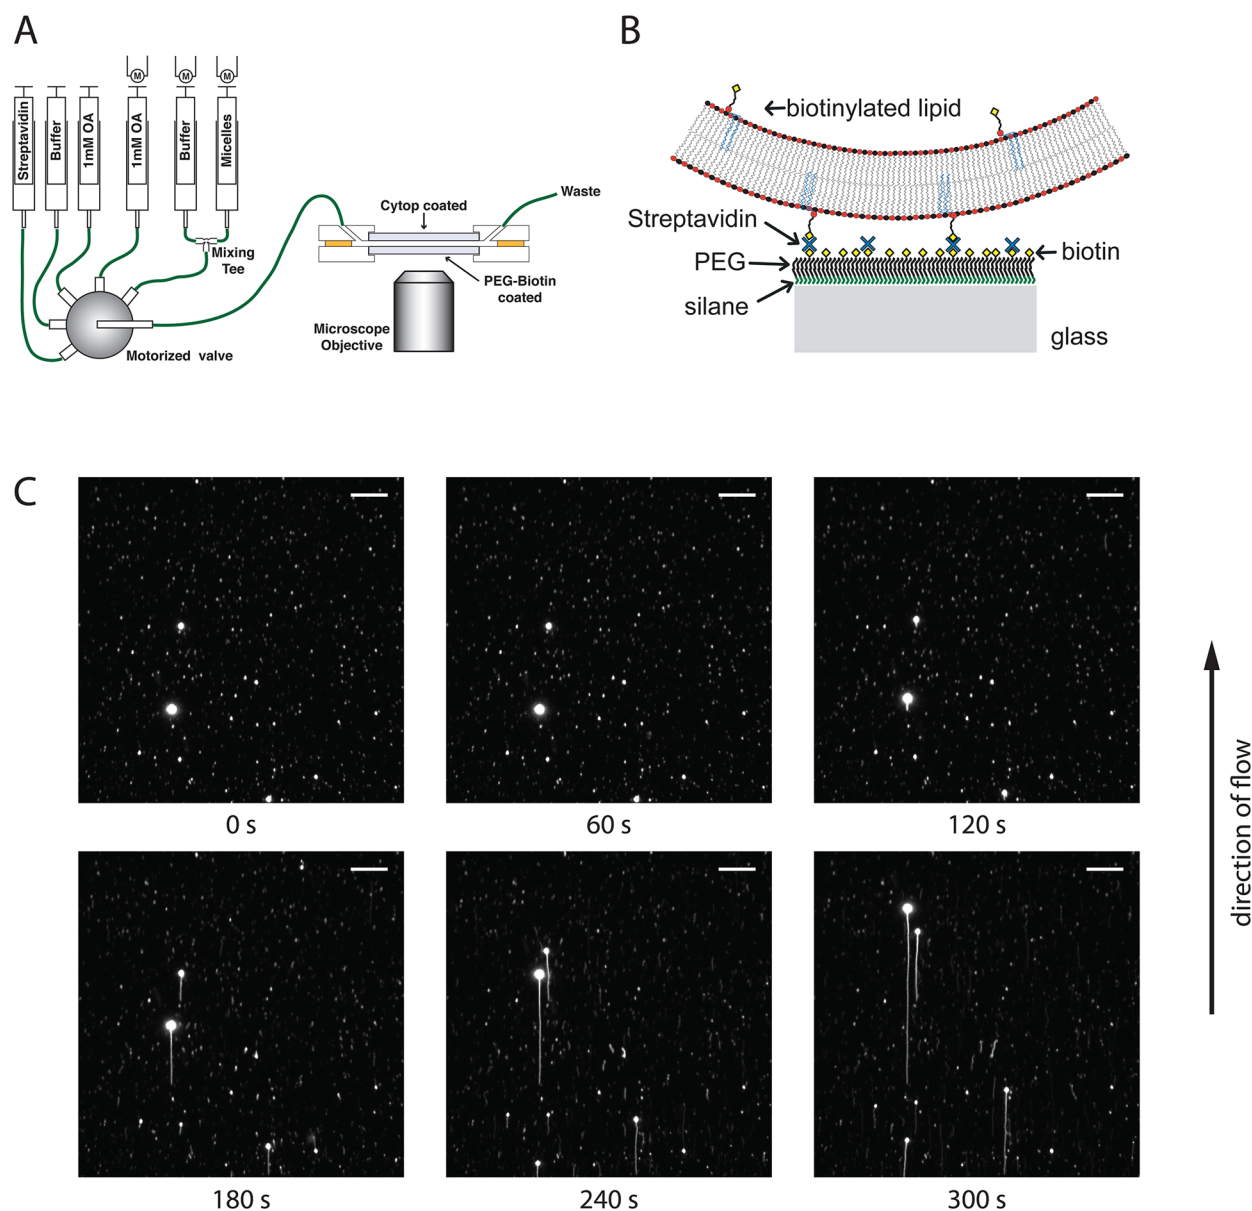 A
M
M
M
Streptavidin
Buffer
1mM OA
1mM OA
Buffer
Micelles
Mixing
Tee
Motorized valve
Cytop coated
Waste
PEG-Biotin
coated
Microscope
Objective
B
biotinylated lipid
Streptavidin
biotin
PEG
silane
glass
C
0 s
60 s
120 s
180 s
240 s
300 s
direction of flow